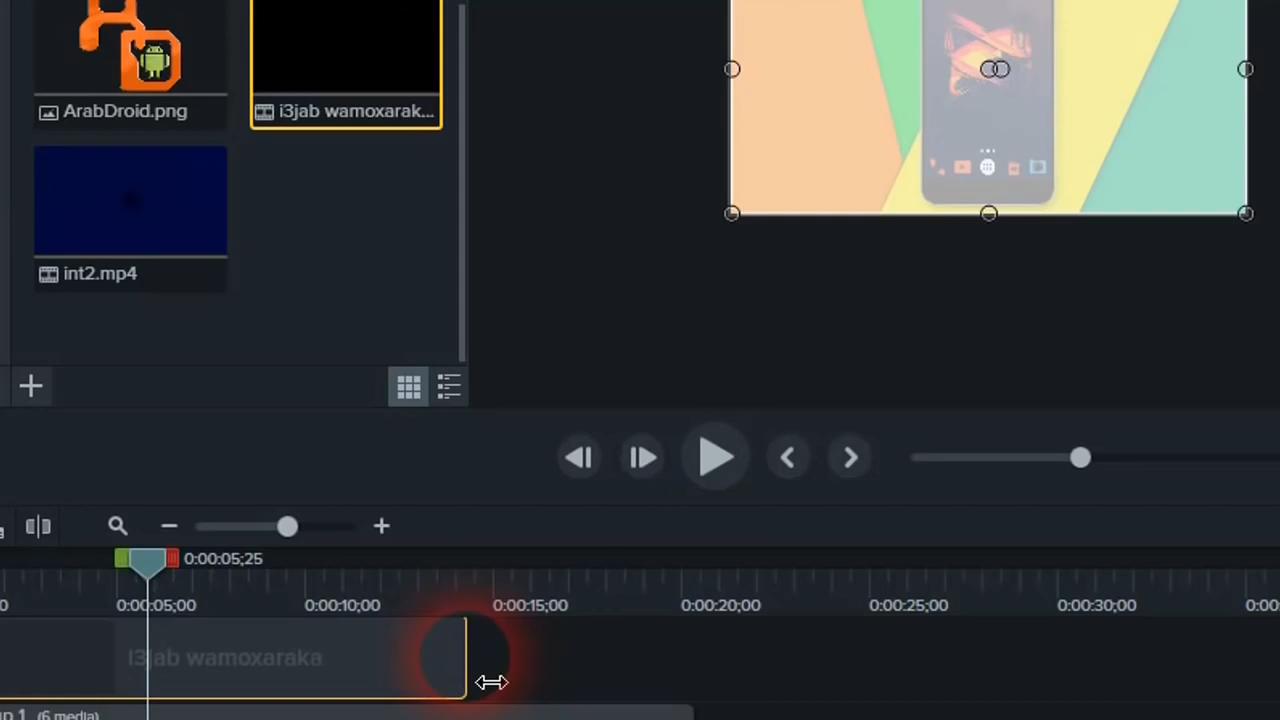 ArabDroid.png
i3jab wamoxarak...
int2.mp4
0:00:05;25
0:00:05;00
0:00:10;00
0:00:15;00
0:00:20;00
0:00:25;00
0:00:30;00
I3jab wamoxaraka
(6 media)